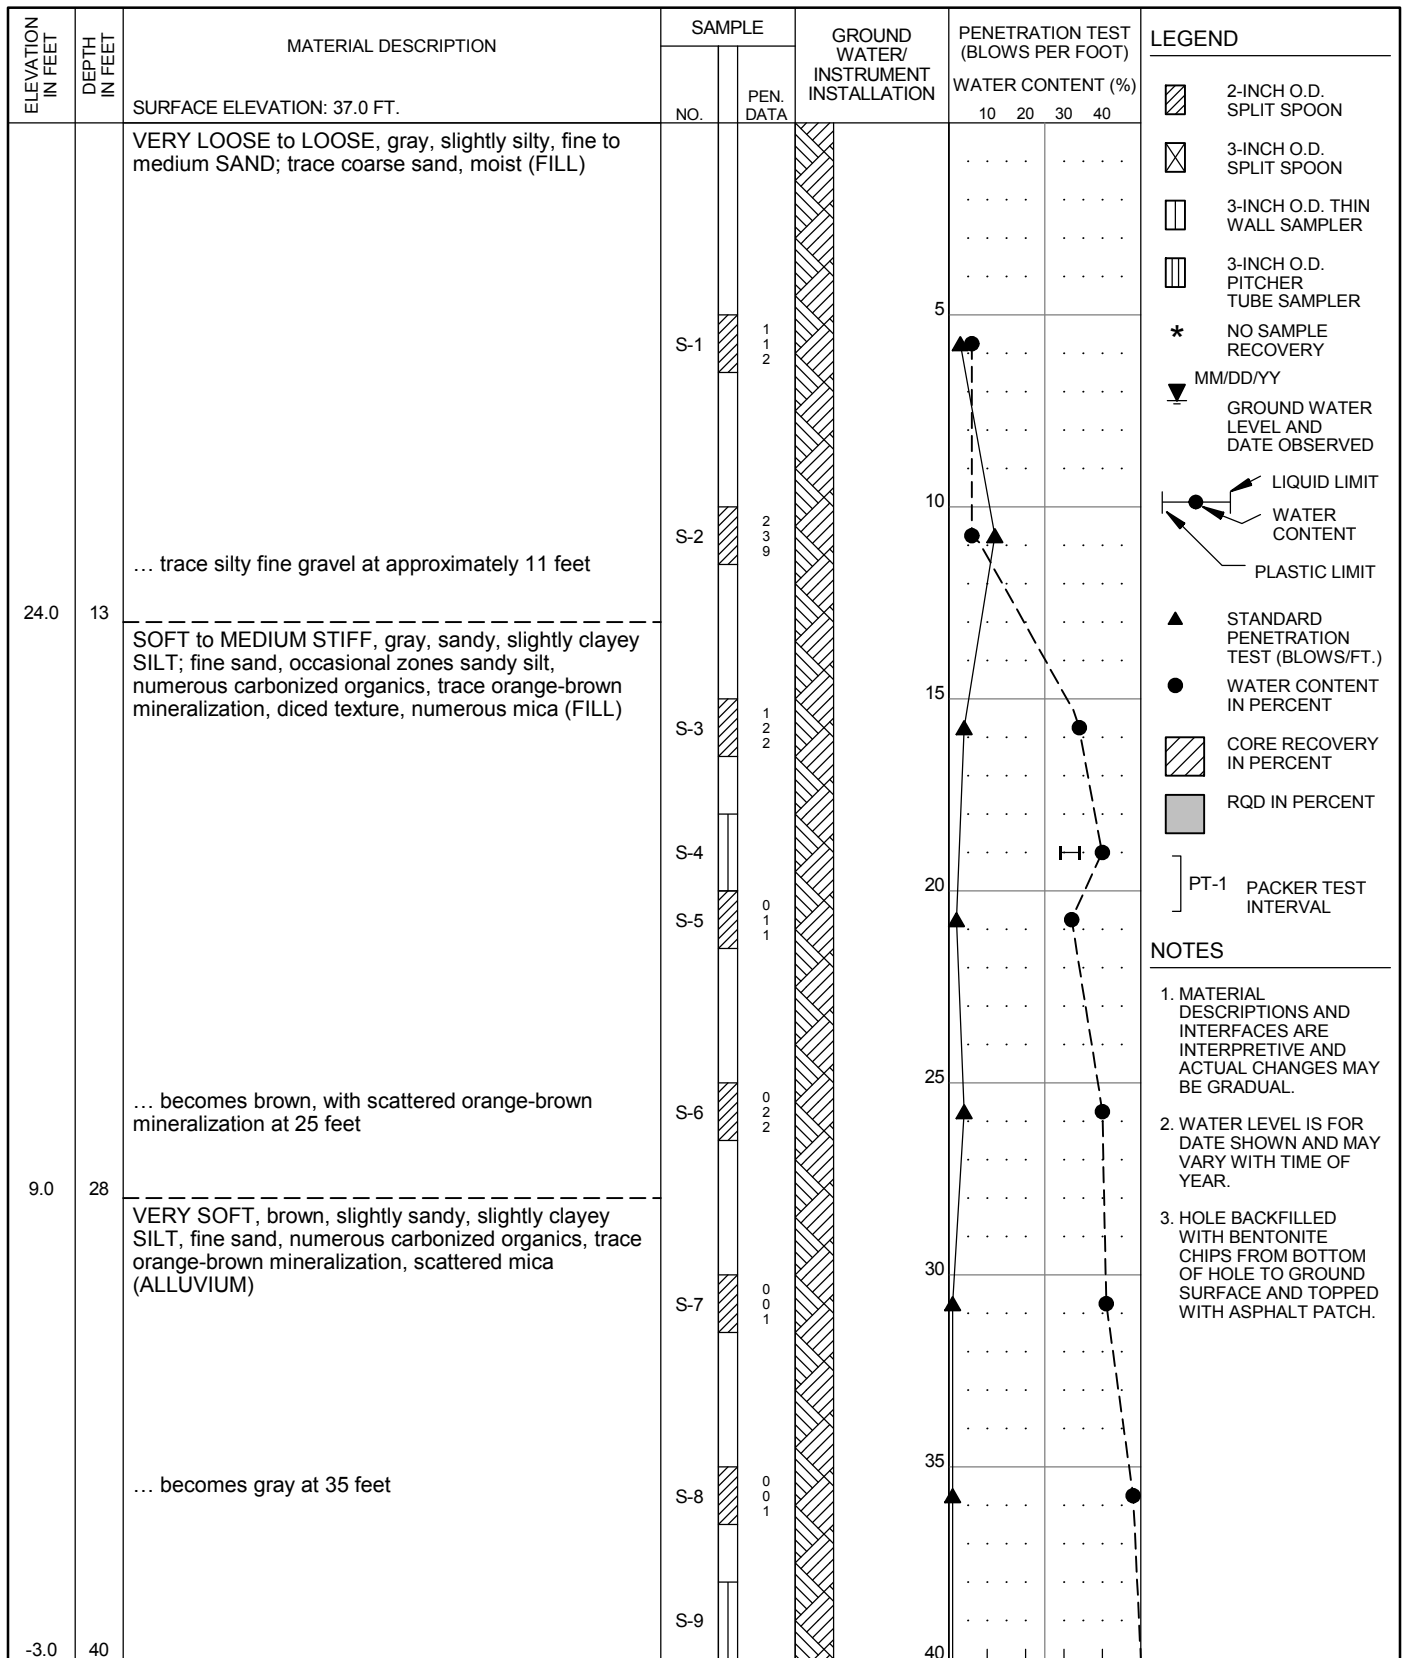 ELEVATION
IN FEET
DEPTH
IN FEET
MATERIAL DESCRIPTION
SURFACE ELEVATION: 37.0 FT.
SAMPLE
NO.
PEN.
DATA
GROUND
WATER/
INSTRUMENT
INSTALLATION
PENETRATION TEST
(BLOWS PER FOOT)
WATER CONTENT (%)
10 20 30 40
VERY LOOSE to LOOSE, gray, slightly silty, fine to
medium SAND; trace coarse sand, moist (FILL)
5
S-1
1
1
2
10
S-2
2
3
9
… trace silty fine gravel at approximately 11 feet
24.0 13
SOFT to MEDIUM STIFF, gray, sandy, slightly clayey
SILT; fine sand, occasional zones sandy silt,
numerous carbonized organics, trace orange-brown
mineralization, diced texture, numerous mica (FILL)
15
S-3
1
2
2
S-4
20
S-5
0
1
1
25
… becomes brown, with scattered orange-brown
mineralization at 25 feet
S-6
0
2
2
9.0 28
VERY SOFT, brown, slightly sandy, slightly clayey
SILT, fine sand, numerous carbonized organics, trace
orange-brown mineralization, scattered mica
(ALLUVIUM)
30
S-7
0
0
1
35
… becomes gray at 35 feet
S-8
0
0
1
S-9
-3.0 40
40
LEGEND
2-INCH O.D.
SPLIT SPOON
3-INCH O.D.
SPLIT SPOON
3-INCH O.D. THIN
WALL SAMPLER
3-INCH O.D.
PITCHER
TUBE SAMPLER
* NO SAMPLE
RECOVERY
MM/DD/YY
GROUND WATER
LEVEL AND
DATE OBSERVED
LIQUID LIMIT
WATER
CONTENT
PLASTIC LIMIT
STANDARD
PENETRATION
TEST (BLOWS/FT.)
WATER CONTENT
IN PERCENT
CORE RECOVERY
IN PERCENT
RQD IN PERCENT
PT-1 PACKER TEST
INTERVAL
NOTES
1. MATERIAL
DESCRIPTIONS AND
INTERFACES ARE
INTERPRETIVE AND
ACTUAL CHANGES MAY
BE GRADUAL.
2. WATER LEVEL IS FOR
DATE SHOWN AND MAY
VARY WITH TIME OF
YEAR.
3. HOLE BACKFILLED
WITH BENTONITE
CHIPS FROM BOTTOM
OF HOLE TO GROUND
SURFACE AND TOPPED
WITH ASPHALT PATCH.